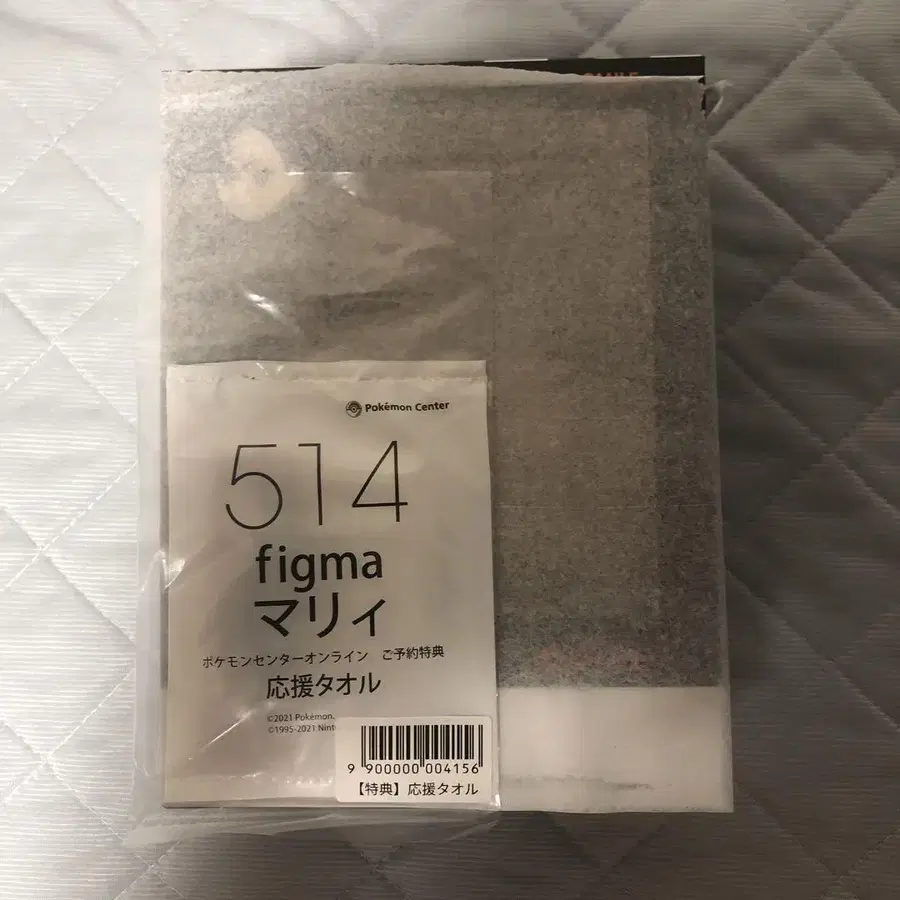 Pokémon Center
514
figma
マリィ
ポケモンセンターオンライン ご予約特典
応援タオル
©2021 Pokémon.
©1995-2021 Nint
9 900000 004156
【特典】応援タオル